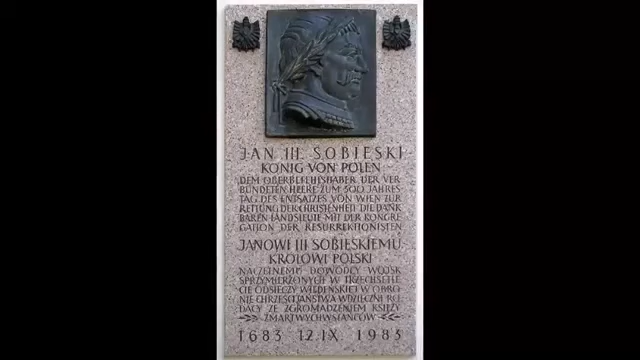 JAN III. SOBIESKI
KÖNIG VON POLEN
DEM OBERBEFEHLSHABER DER VER
BÜNDETEN HEERE ZUM 300 JAHRES
TAG DES ENTSATZES VON WIEN ZUR
RETTUNG DER CHRISTENHEIT DIE DANK
BAREN LANDSLEUTE MIT DER KONGRE
GATION DER RESURREKTIONISTEN
JANOWI III SOBIESKIEMU
KRÓLOWI POLSKI
NACZELNEMU DOWÓDCY WOJSK
SPRZYMIERZONYCH W TRZECHSETLE
CIE ODSIECZY WIEDEŃSKIEJ W OBRO
NIE CHRZEŚCIJAŃSTWA WDZIĘCZNI RO
DACY ZE ZGROMADZENIEM KSIĘŻY
ZMARTWYCHWSTAŃCÓW
1683 12.IX. 1983